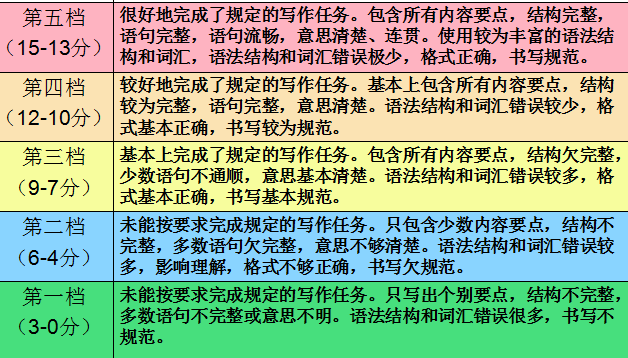 第五档
（15-13分）
很好地完成了规定的写作任务。包含所有内容要点，结构完整，
语句完整，语句流畅，意思清楚、连贯。使用较为丰富的语法结
构和词汇，语法结构和词汇错误极少，格式正确，书写规范。
第四档
（12-10分）
较好地完成了规定的写作任务。基本上包含所有内容要点，结构
较为完整，语句完整，意思清楚。语法结构和词汇错误较少，格
式基本正确，书写较为规范。
第三档
（9-7分）
基本上完成了规定的写作任务。包含所有内容要点，结构欠完整，
少数语句不通顺，意思基本清楚。语法结构和词汇错误较多，格
式基本正确，书写基本规范。
第二档
（6-4分）
未能按要求完成规定的写作任务。只包含少数内容要点，结构不
完整，多数语句欠完整，意思不够清楚。语法结构和词汇错误较
多，影响理解，格式不够正确，书写欠规范。
第一档
（3-0分）
未能按要求完成规定的写作任务。只写出个别要点，结构不完整，
多数语句不完整或意思不明。语法结构和词汇错误很多，书写不
规范。